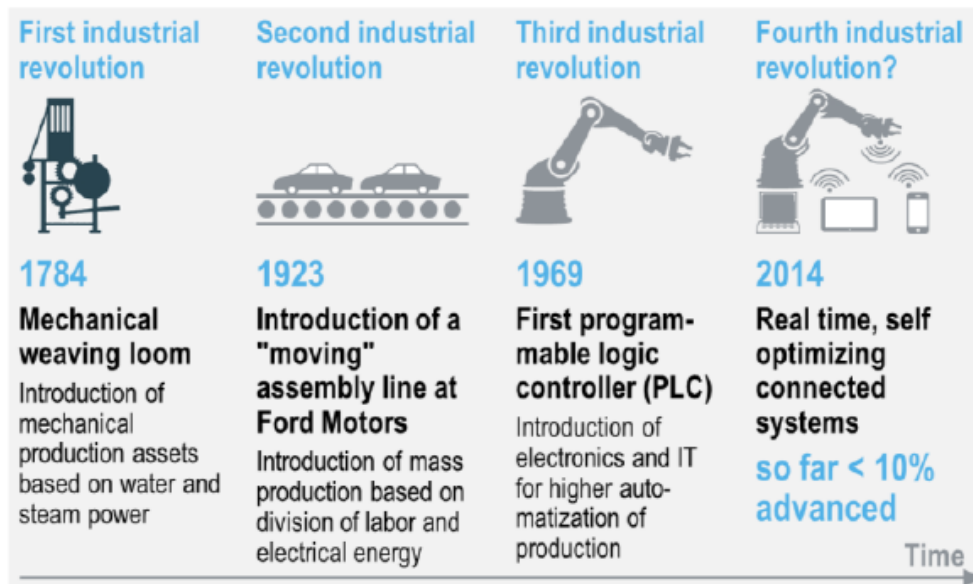 First industrial
revolution
1784
Mechanical
weaving loom
Introduction of
mechanical
production assets
based on water and
steam power
Second industrial
revolution
1923
Introduction of a
"moving"
assembly line at
Ford Motors
Introduction of mass
production based on
division of labor and
electrical energy
Third industrial
revolution
1969
First program-
mable logic
controller (PLC)
Introduction of
electronics and IT
for higher auto-
matization of
production
Fourth industrial
revolution?
2014
Real time, self
optimizing
connected
systems
so far < 10%
advanced
Time